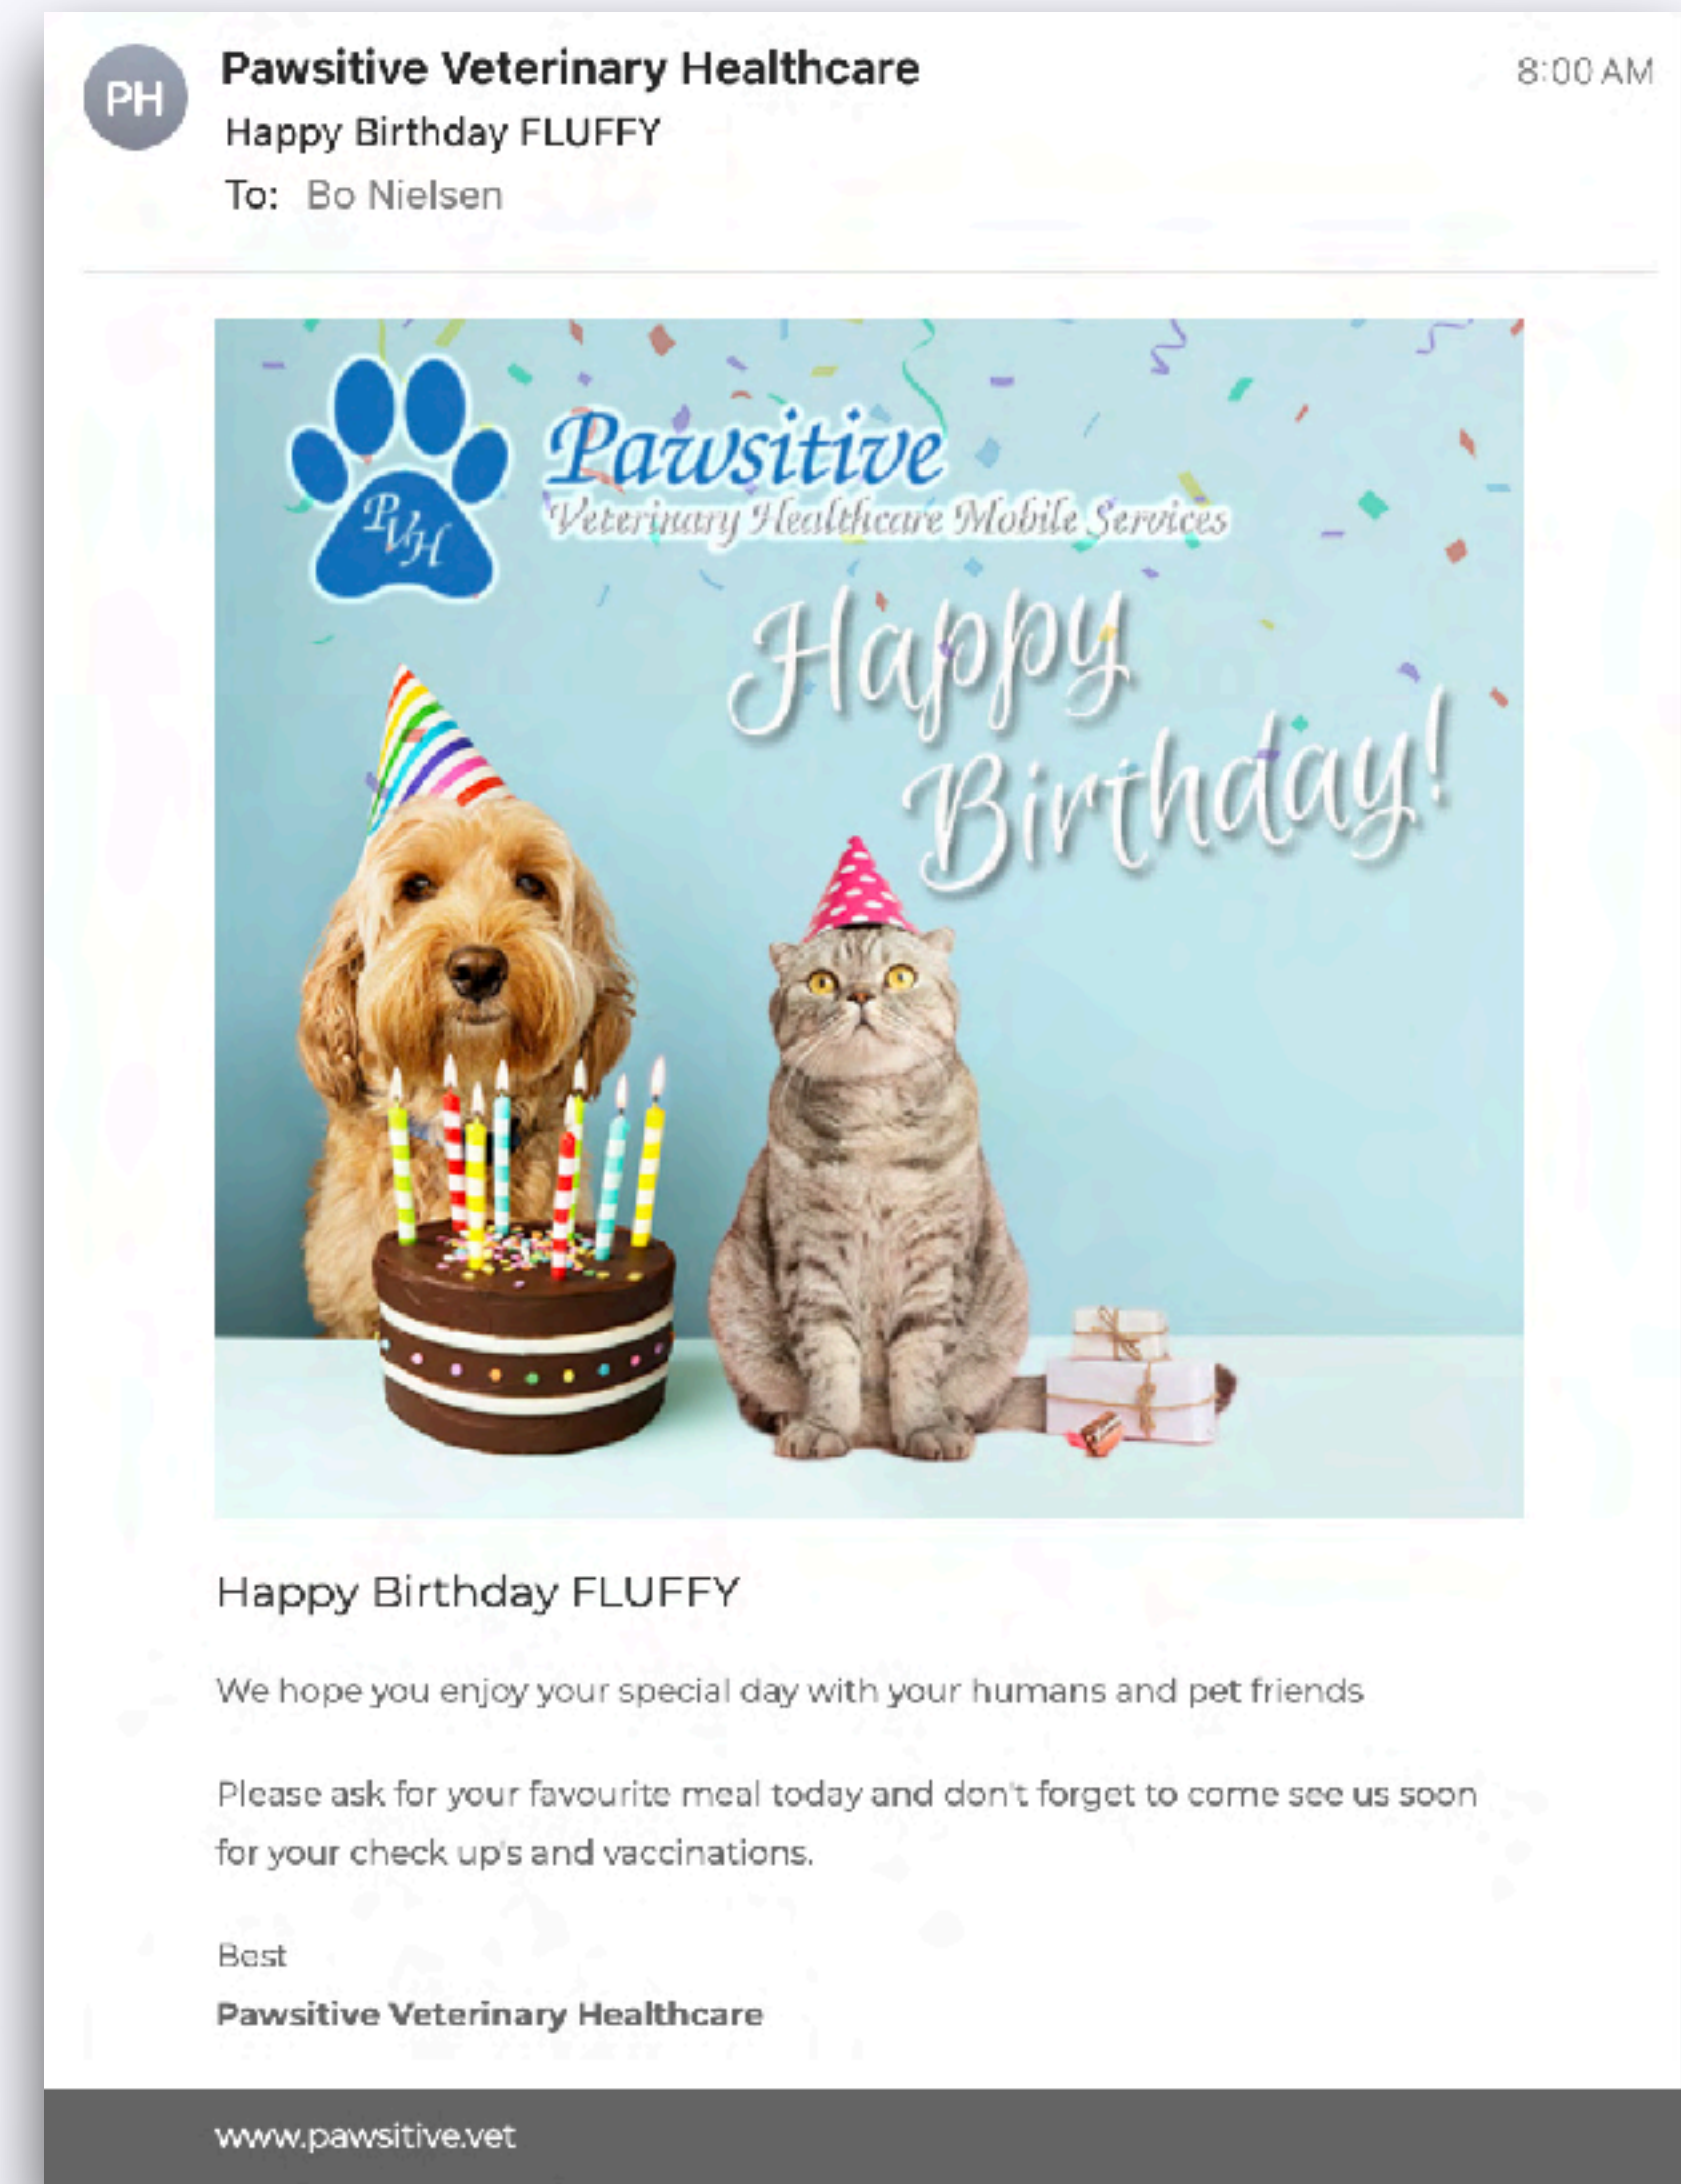 PH
Pawsitive Veterinary Healthcare
8:00 AM
Happy Birthday FLUFFY
To: Bo Nielsen
Pawsitive
Veterinary Healthcare Mobile Services
PVH
Happy
Birthday!
Happy Birthday FLUFFY
We hope you enjoy your special day with your humans and pet friends
Please ask for your favourite meal today and don't forget to come see us soon
for your check up's and vaccinations.
Best
Pawsitive Veterinary Healthcare
www.pawsitive.vet